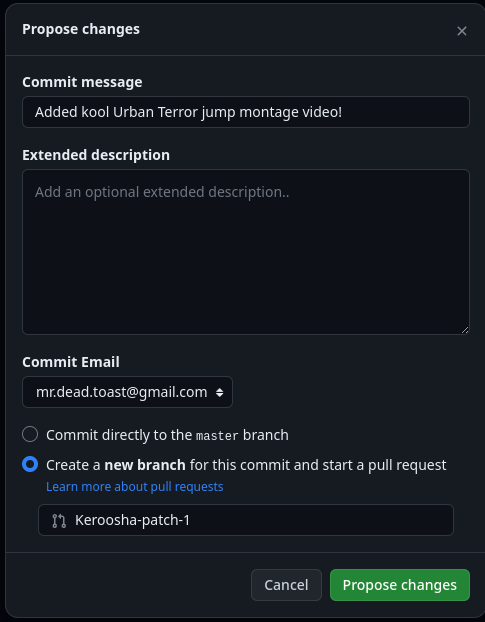 Propose changes
Commit message
Added kool Urban Terror jump montage video!
Extended description
Add an optional extended description..
Commit Email
mr.dead.toast@gmail.com
Commit directly to the master branch
Create a new branch for this commit and start a pull request
Learn more about pull requests
Keroosha-patch-1
Cancel
Propose changes